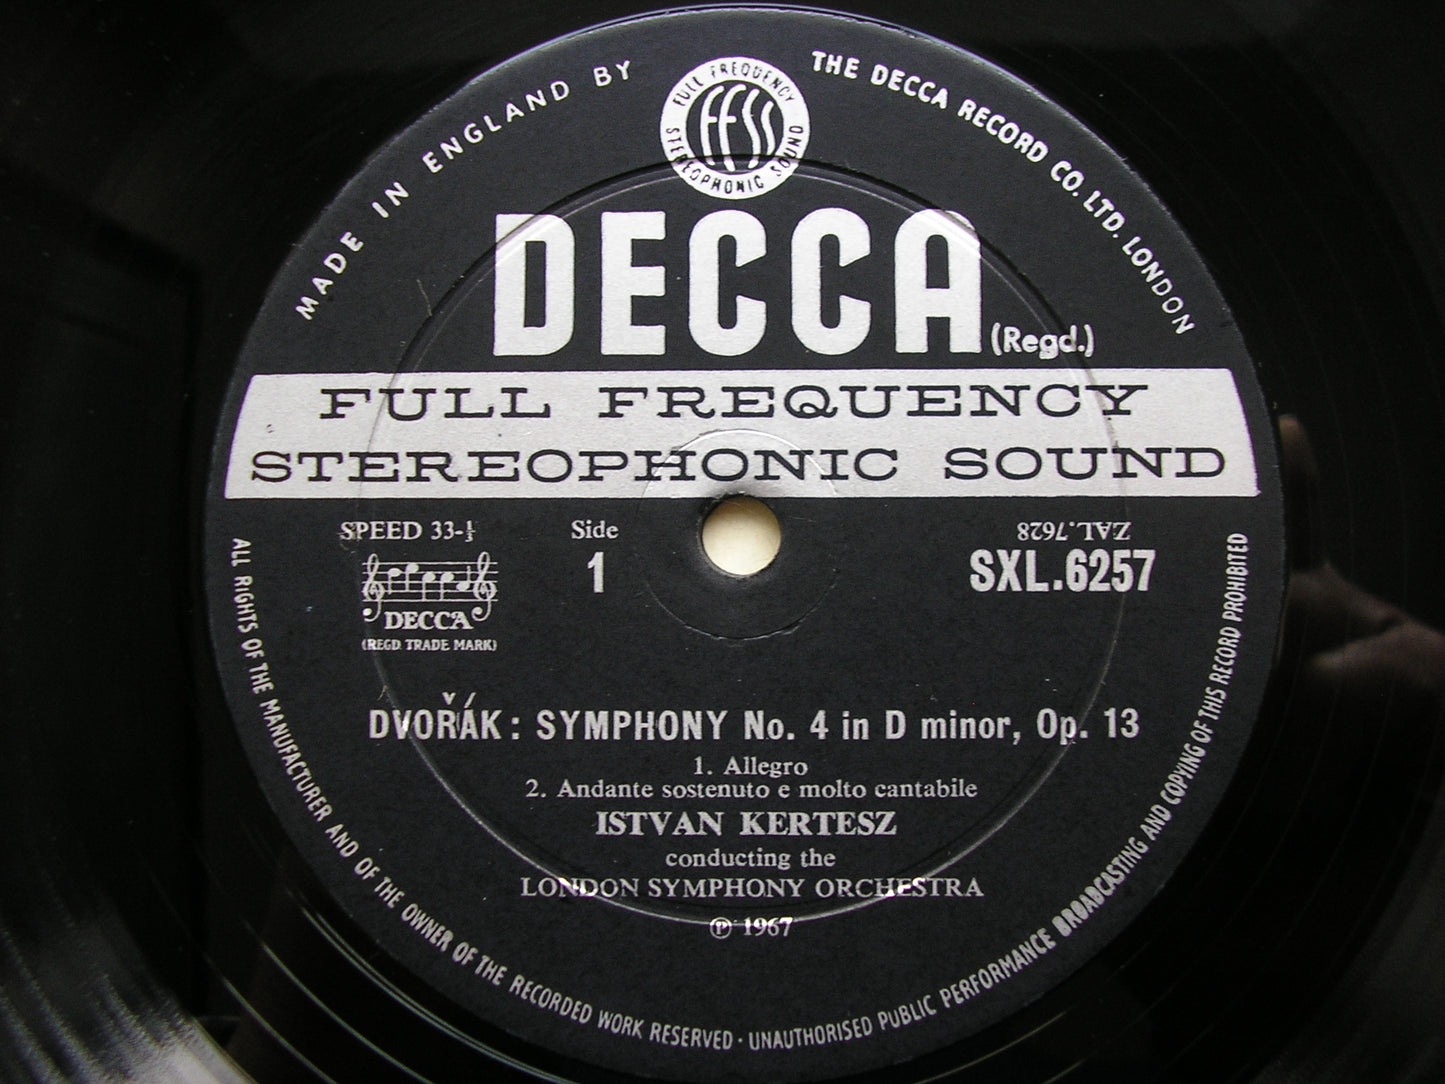 MADE IN ENGLAND BY
THE DECCA RECORD CO. LTD. LONDON
FULL FREQUENCY
FFSS
STEREOPHONIC SOUND
DECCA (Regd.)
FULL FREQUENCY
STEREOPHONIC SOUND
SPEED 33-⅓
Side
1
ZAL.7628
SXL.6257
DECCA
(REGD. TRADE MARK)
DVOŘÁK: SYMPHONY No. 4 in D minor, Op. 13
1. Allegro
2. Andante sostenuto e molto cantabile
ISTVAN KERTESZ
conducting the
LONDON SYMPHONY ORCHESTRA
℗ 1967
ALL RIGHTS OF THE MANUFACTURER AND OF THE OWNER OF THE RECORDED WORK RESERVED · UNAUTHORISED PUBLIC PERFORMANCE BROADCASTING AND COPYING OF THIS RECORD PROHIBITED